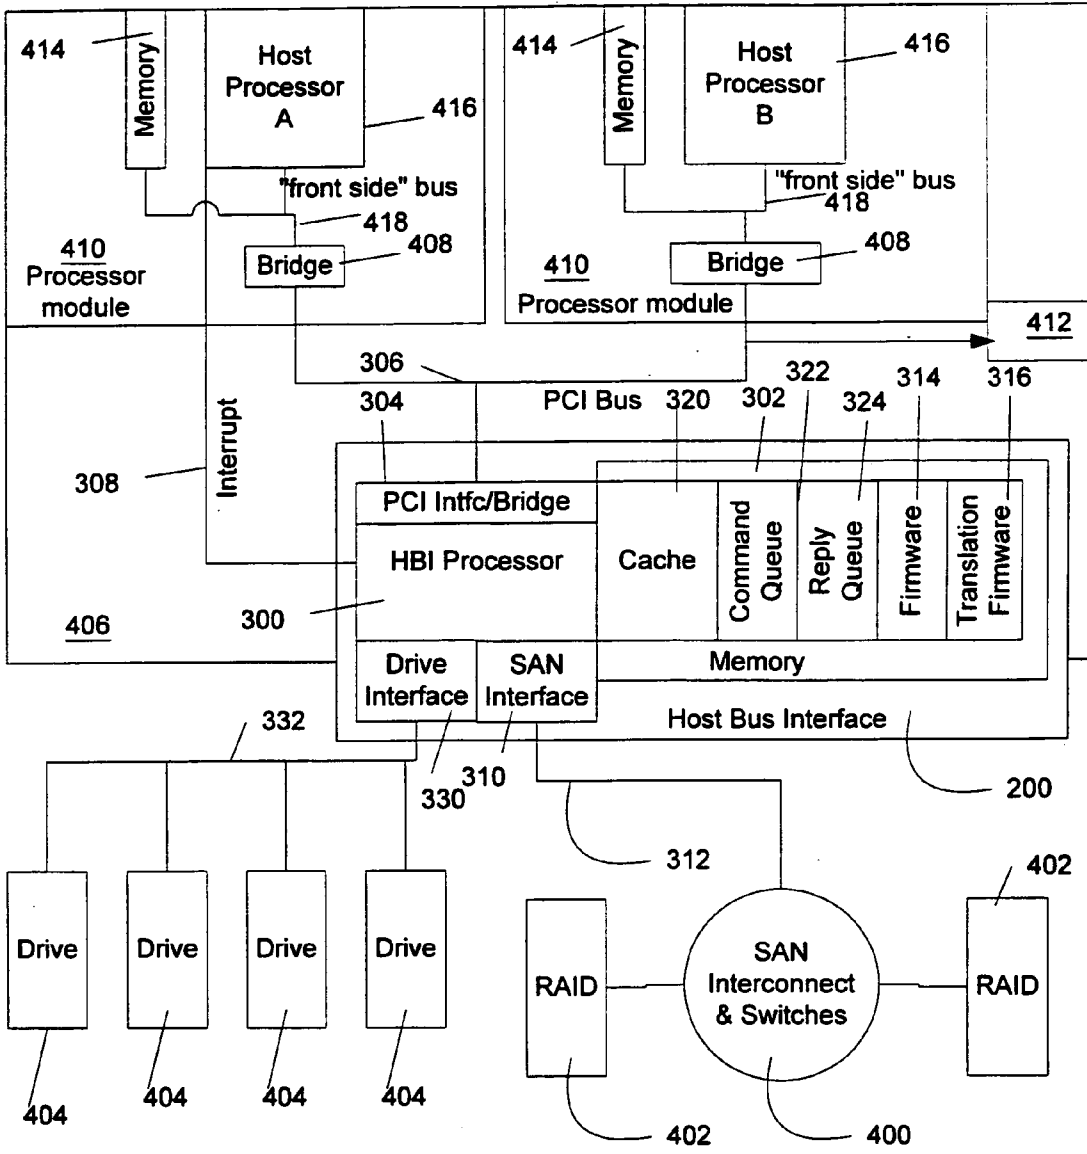 414
Memory
Host
Processor
A
416
"front side" bus
418
408
Bridge
410
Processor
module
414
Memory
Host
Processor
B
416
"front side" bus
418
408
Bridge
410
Processor module
412
306
PCI Bus
304
320
302
322
324
314
316
308
Interrupt
PCI Intfc/Bridge
HBI Processor
300
Cache
Command
Queue
Reply
Queue
Firmware
Translation
Firmware
406
Drive
Interface
SAN
Interface
Memory
Host Bus Interface
332
330
310
200
312
402
Drive
Drive
Drive
Drive
RAID
SAN
Interconnect
& Switches
RAID
404
404
404
404
402
400